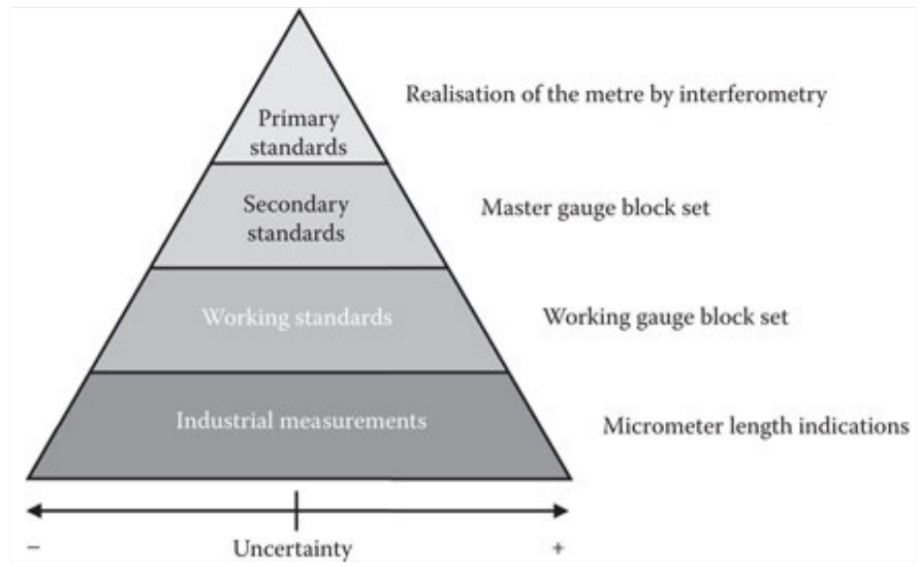 Primary
standards
Realisation of the metre by interferometry
Secondary
standards
Master gauge block set
Working standards
Working gauge block set
Industrial measurements
Micrometer length indications
– Uncertainty +